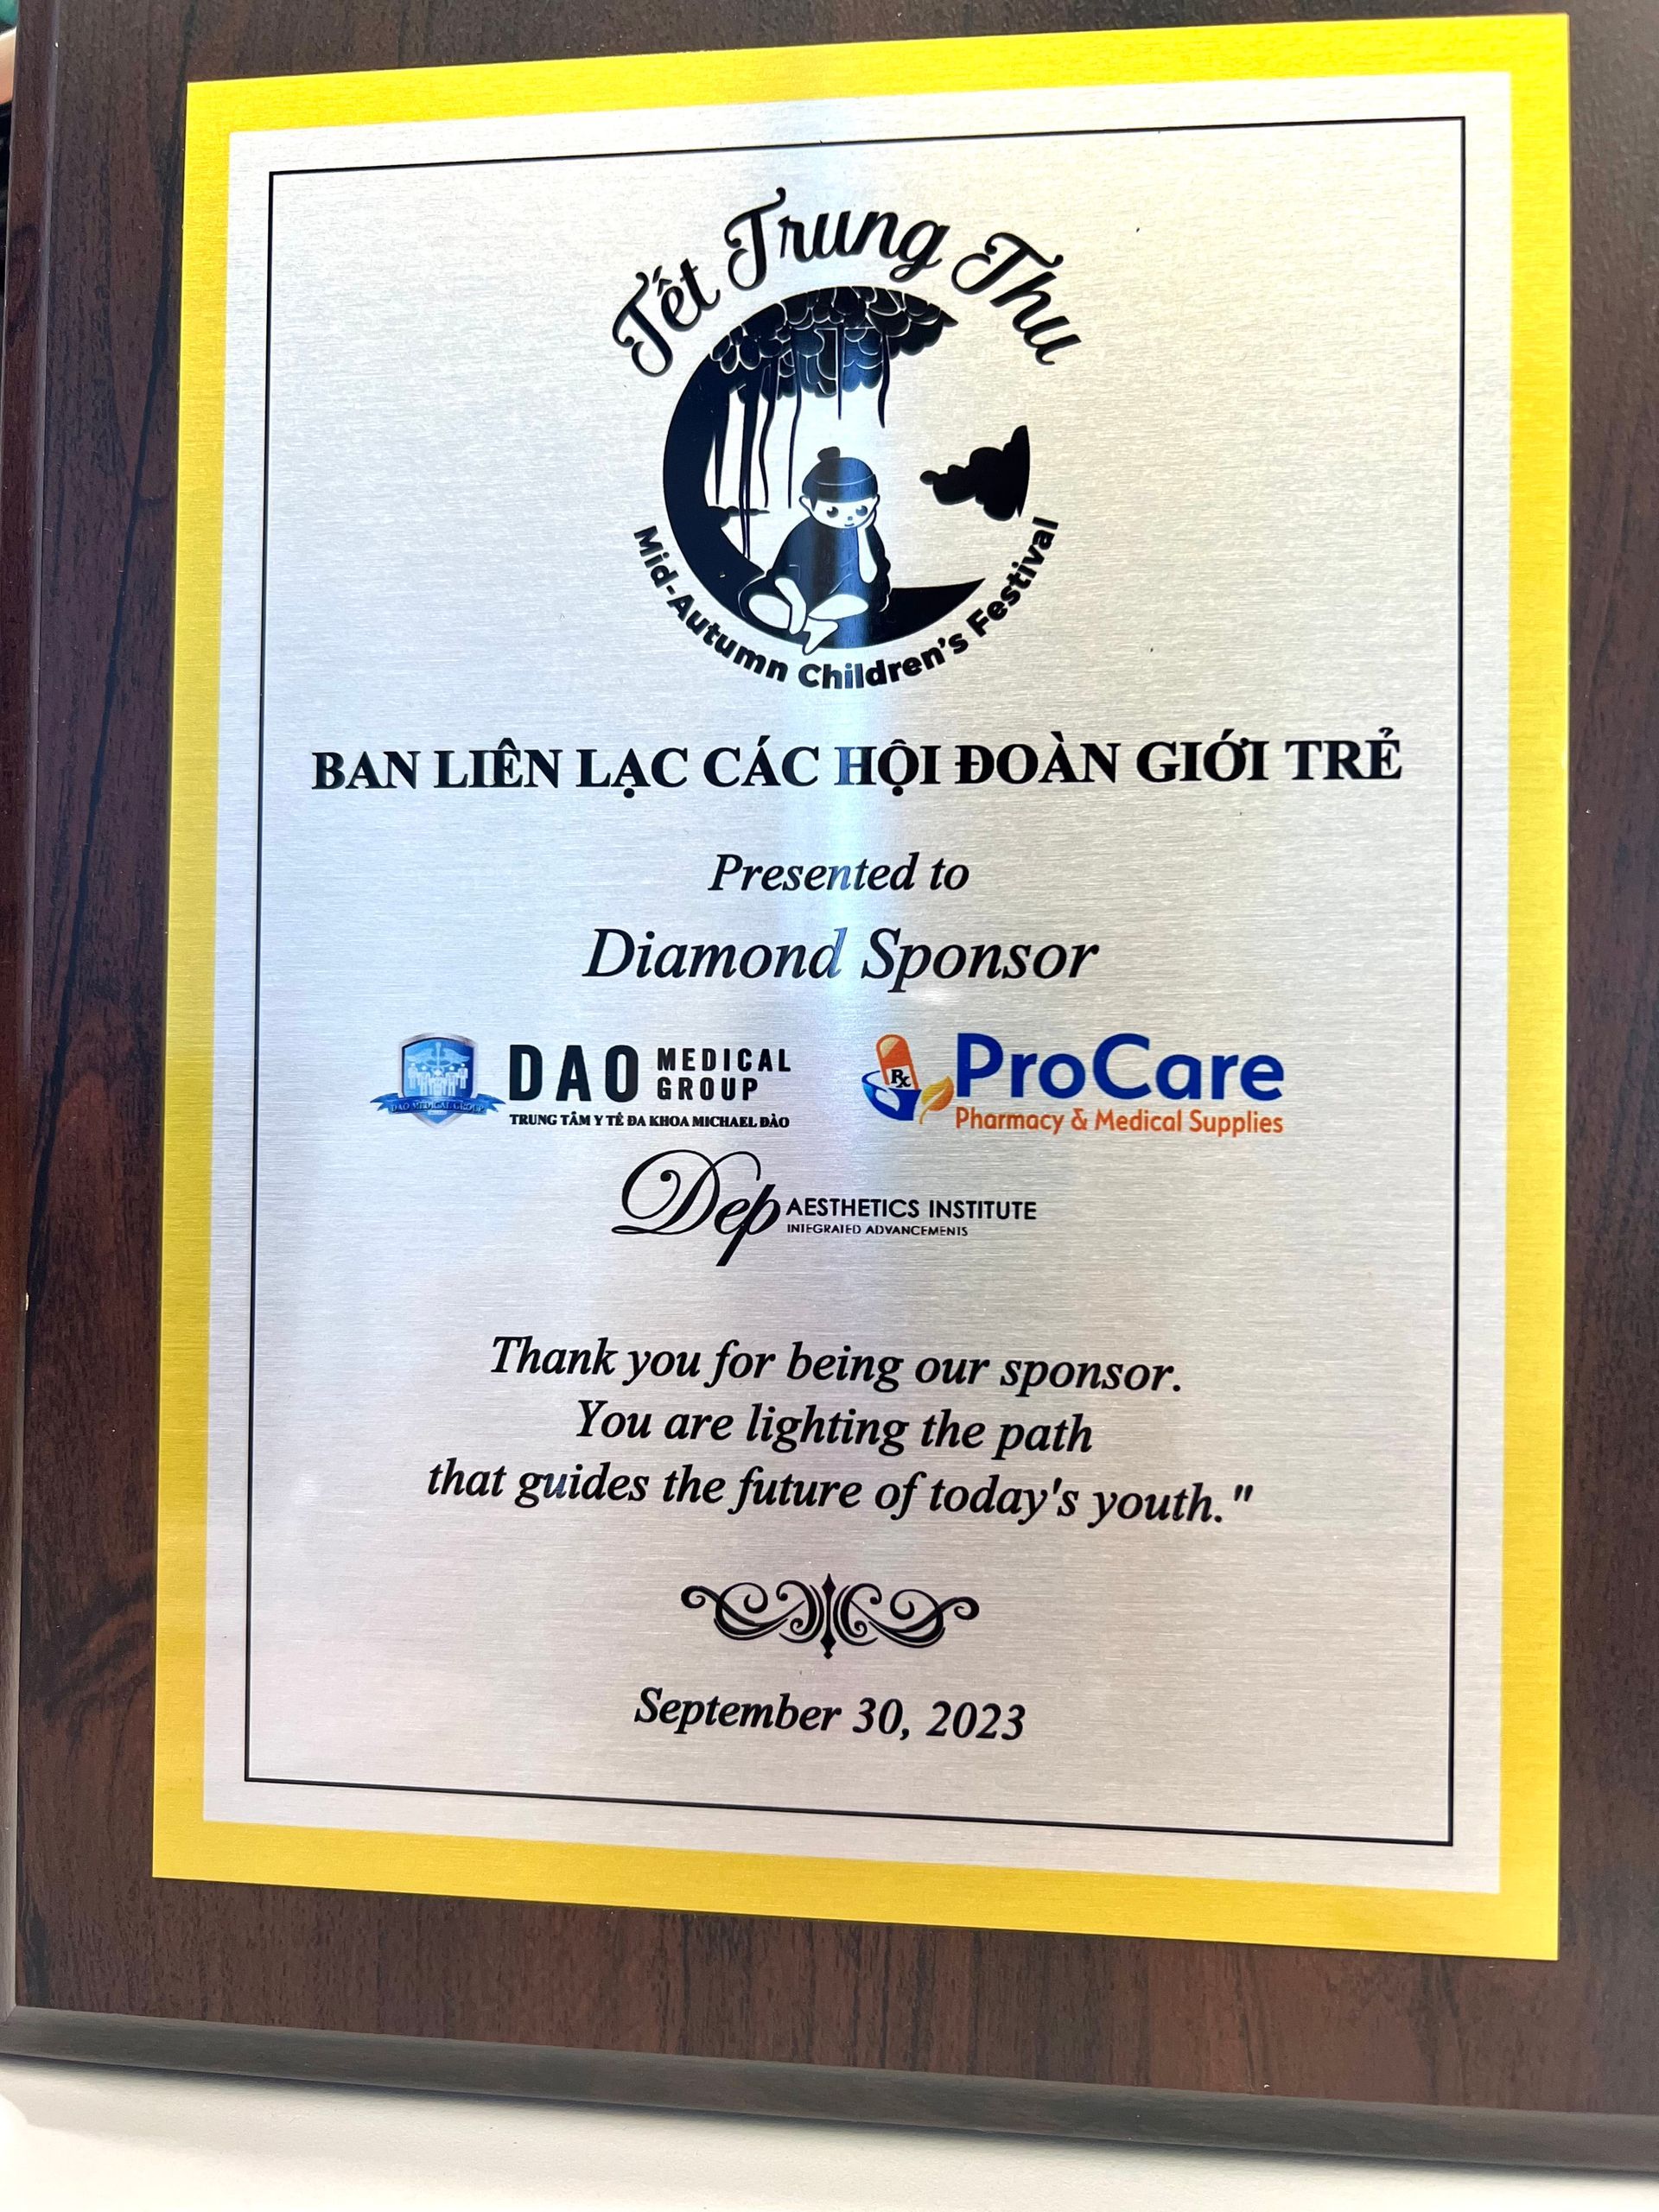 Tết Trung Thu
Mid-Autumn Children's Festival
BAN LIÊN LẠC CÁC HỘI ĐOÀN GIỚI TRẺ
Presented to
Diamond Sponsor
DAO MEDICAL GROUP
DAO MEDICAL GROUP
TRUNG TÂM Y TẾ ĐA KHOA MICHAEL ĐÀO
Rx
ProCare
Pharmacy & Medical Supplies
Dep AESTHETICS INSTITUTE
INTEGRATED ADVANCEMENTS
Thank you for being our sponsor.
You are lighting the path
that guides the future of today's youth."
September 30, 2023